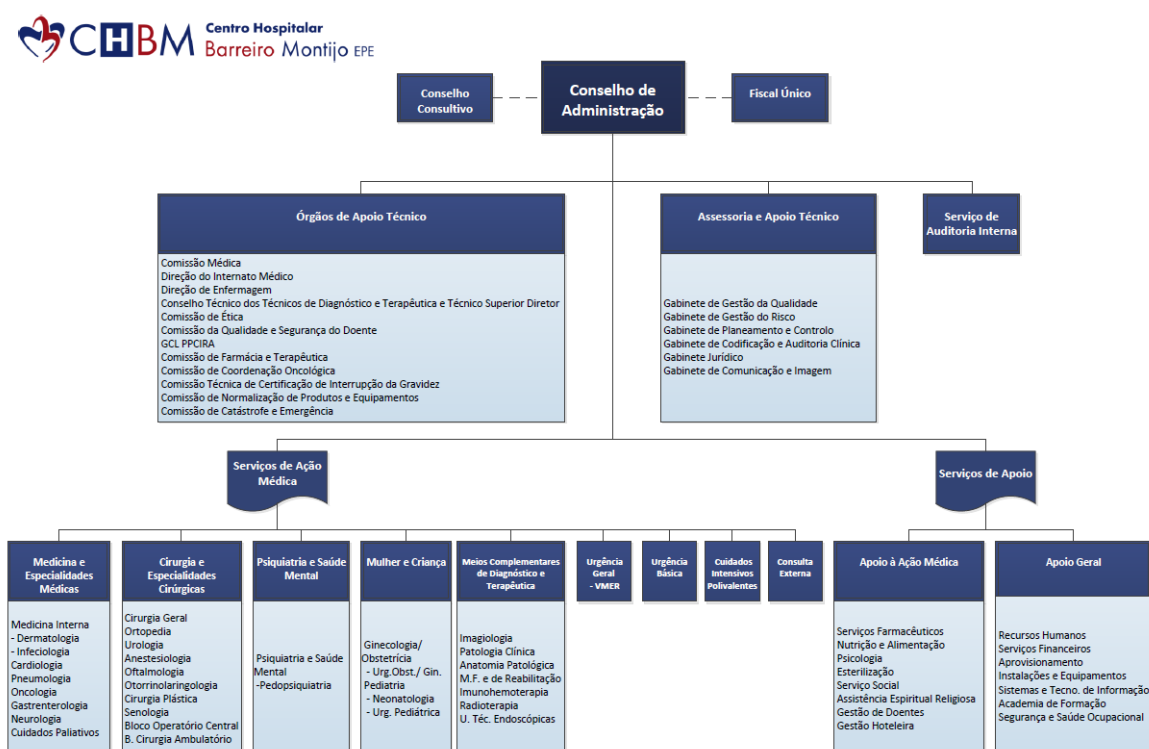 CHBM Centro Hospitalar
Barreiro Montijo EPE
Conselho
Consultivo
Conselho de
Administração
Fiscal Único
Órgãos de Apoio Técnico
Comissão Médica
Direção do Internato Médico
Direção de Enfermagem
Conselho Técnico dos Técnicos de Diagnóstico e Terapêutica e Técnico Superior Diretor
Comissão de Ética
Comissão da Qualidade e Segurança do Doente
GCL PPCIRA
Comissão de Farmácia e Terapêutica
Comissão de Coordenação Oncológica
Comissão Técnica de Certificação de Interrupção da Gravidez
Comissão de Normalização de Produtos e Equipamentos
Comissão de Catástrofe e Emergência
Assessoria e Apoio Técnico
Gabinete de Gestão da Qualidade
Gabinete de Gestão do Risco
Gabinete de Planeamento e Controlo
Gabinete de Codificação e Auditoria Clínica
Gabinete Jurídico
Gabinete de Comunicação e Imagem
Serviço de
Auditoria Interna
Serviços de Ação
Médica
Serviços de Apoio
Medicina e
Especialidades
Médicas
Medicina Interna
- Dermatologia
- Infeciologia
Cardiologia
Pneumologia
Oncologia
Gastrenterologia
Neurologia
Cuidados Paliativos
Cirurgia e
Especialidades
Cirúrgicas
Cirurgia Geral
Ortopedia
Urologia
Anestesiologia
Oftalmologia
Otorrinolaringologia
Cirurgia Plástica
Senologia
Bloco Operatório Central
B. Cirurgia Ambulatório
Psiquiatria e Saúde
Mental
Psiquiatria e Saúde
Mental
-Pedopsiquiatria
Mulher e Criança
Ginecologia/
Obstetrícia
- Urg.Obst./ Gin.
Pediatria
- Neonatologia
- Urg. Pediátrica
Meios Complementares
de Diagnóstico e
Terapêutica
Imagiologia
Patologia Clínica
Anatomia Patológica
M.F. e de Reabilitação
Imunohemoterapia
Radioterapia
U. Téc. Endoscópicas
Urgência
Geral
- VMER
Urgência
Básica
Cuidados
Intensivos
Polivalentes
Consulta
Externa
Apoio à Ação Médica
Serviços Farmacêuticos
Nutrição e Alimentação
Psicologia
Esterilização
Serviço Social
Assistência Espiritual Religiosa
Gestão de Doentes
Gestão Hoteleira
Apoio Geral
Recursos Humanos
Serviços Financeiros
Aprovisionamento
Instalações e Equipamentos
Sistemas e Tecno. de Informação
Academia de Formação
Segurança e Saúde Ocupacional